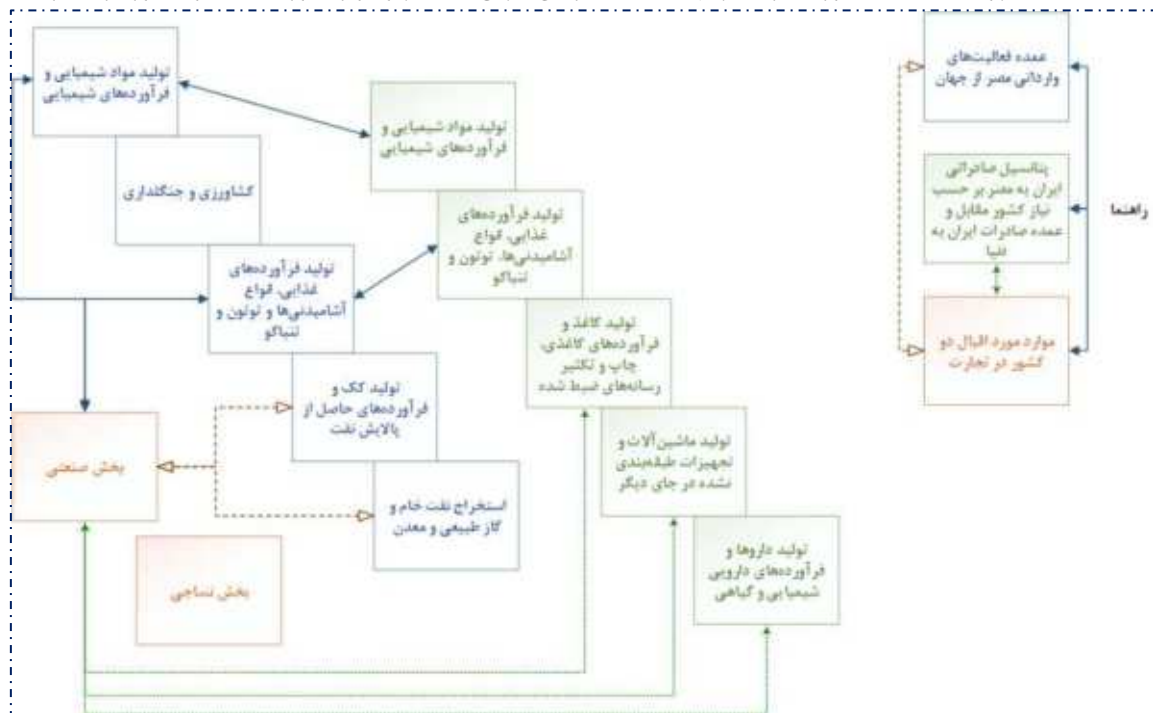 عمده فعالیت‌های
وارداتی مصر از جهان
پتانسیل صادراتی
ایران به مصر بر حسب
نیاز کشور مقابل و
عمده صادرات ایران به
دنیا
راهنما
موارد مورد اقبال دو
کشور در تجارت
تولید مواد شیمیایی و
فرآورده‌های شیمیایی
تولید فرآورده‌های
غذایی، انواع
آشامیدنی‌ها، توتون و
تنباکو
تولید کاغذ و
فرآورده‌های کاغذی،
چاپ و تکثیر
رسانه‌های ضبط شده
تولید ماشین آلات و
تجهیزات طبقه‌بندی
نشده در جای دیگر
تولید داروها و
فرآورده‌های دارویی
شیمیایی و گیاهی
تولید مواد شیمیایی و
فرآورده‌های شیمیایی
کشاورزی و جنگلداری
تولید فرآورده‌های
غذایی، انواع
آشامیدنی‌ها و توتون و
تنباکو
تولید کک و
فرآورده‌های حاصل از
پالایش نفت
استخراج نفت خام و
گاز طبیعی و معدن
بخش صنعتی
بخش نساجی